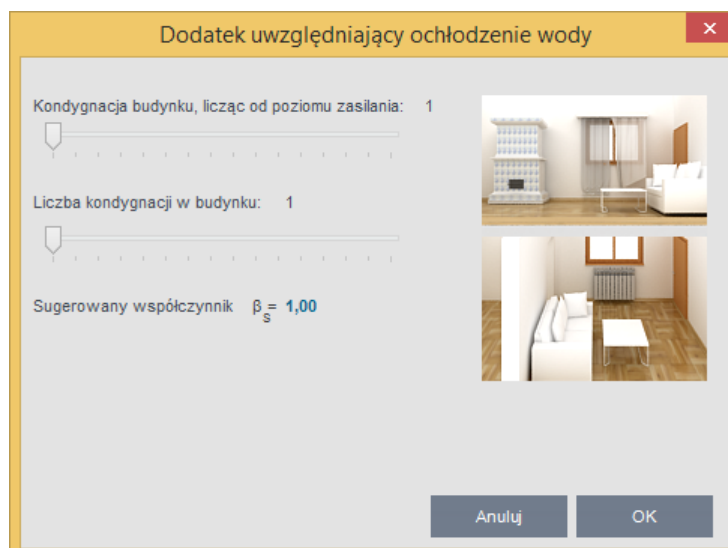 Dodatek uwzględniający ochłodzenie wody
Kondygnacja budynku, licząc od poziomu zasilania: 1
Liczba kondygnacji w budynku: 1
Sugerowany współczynnik βs= 1,00
Anuluj OK